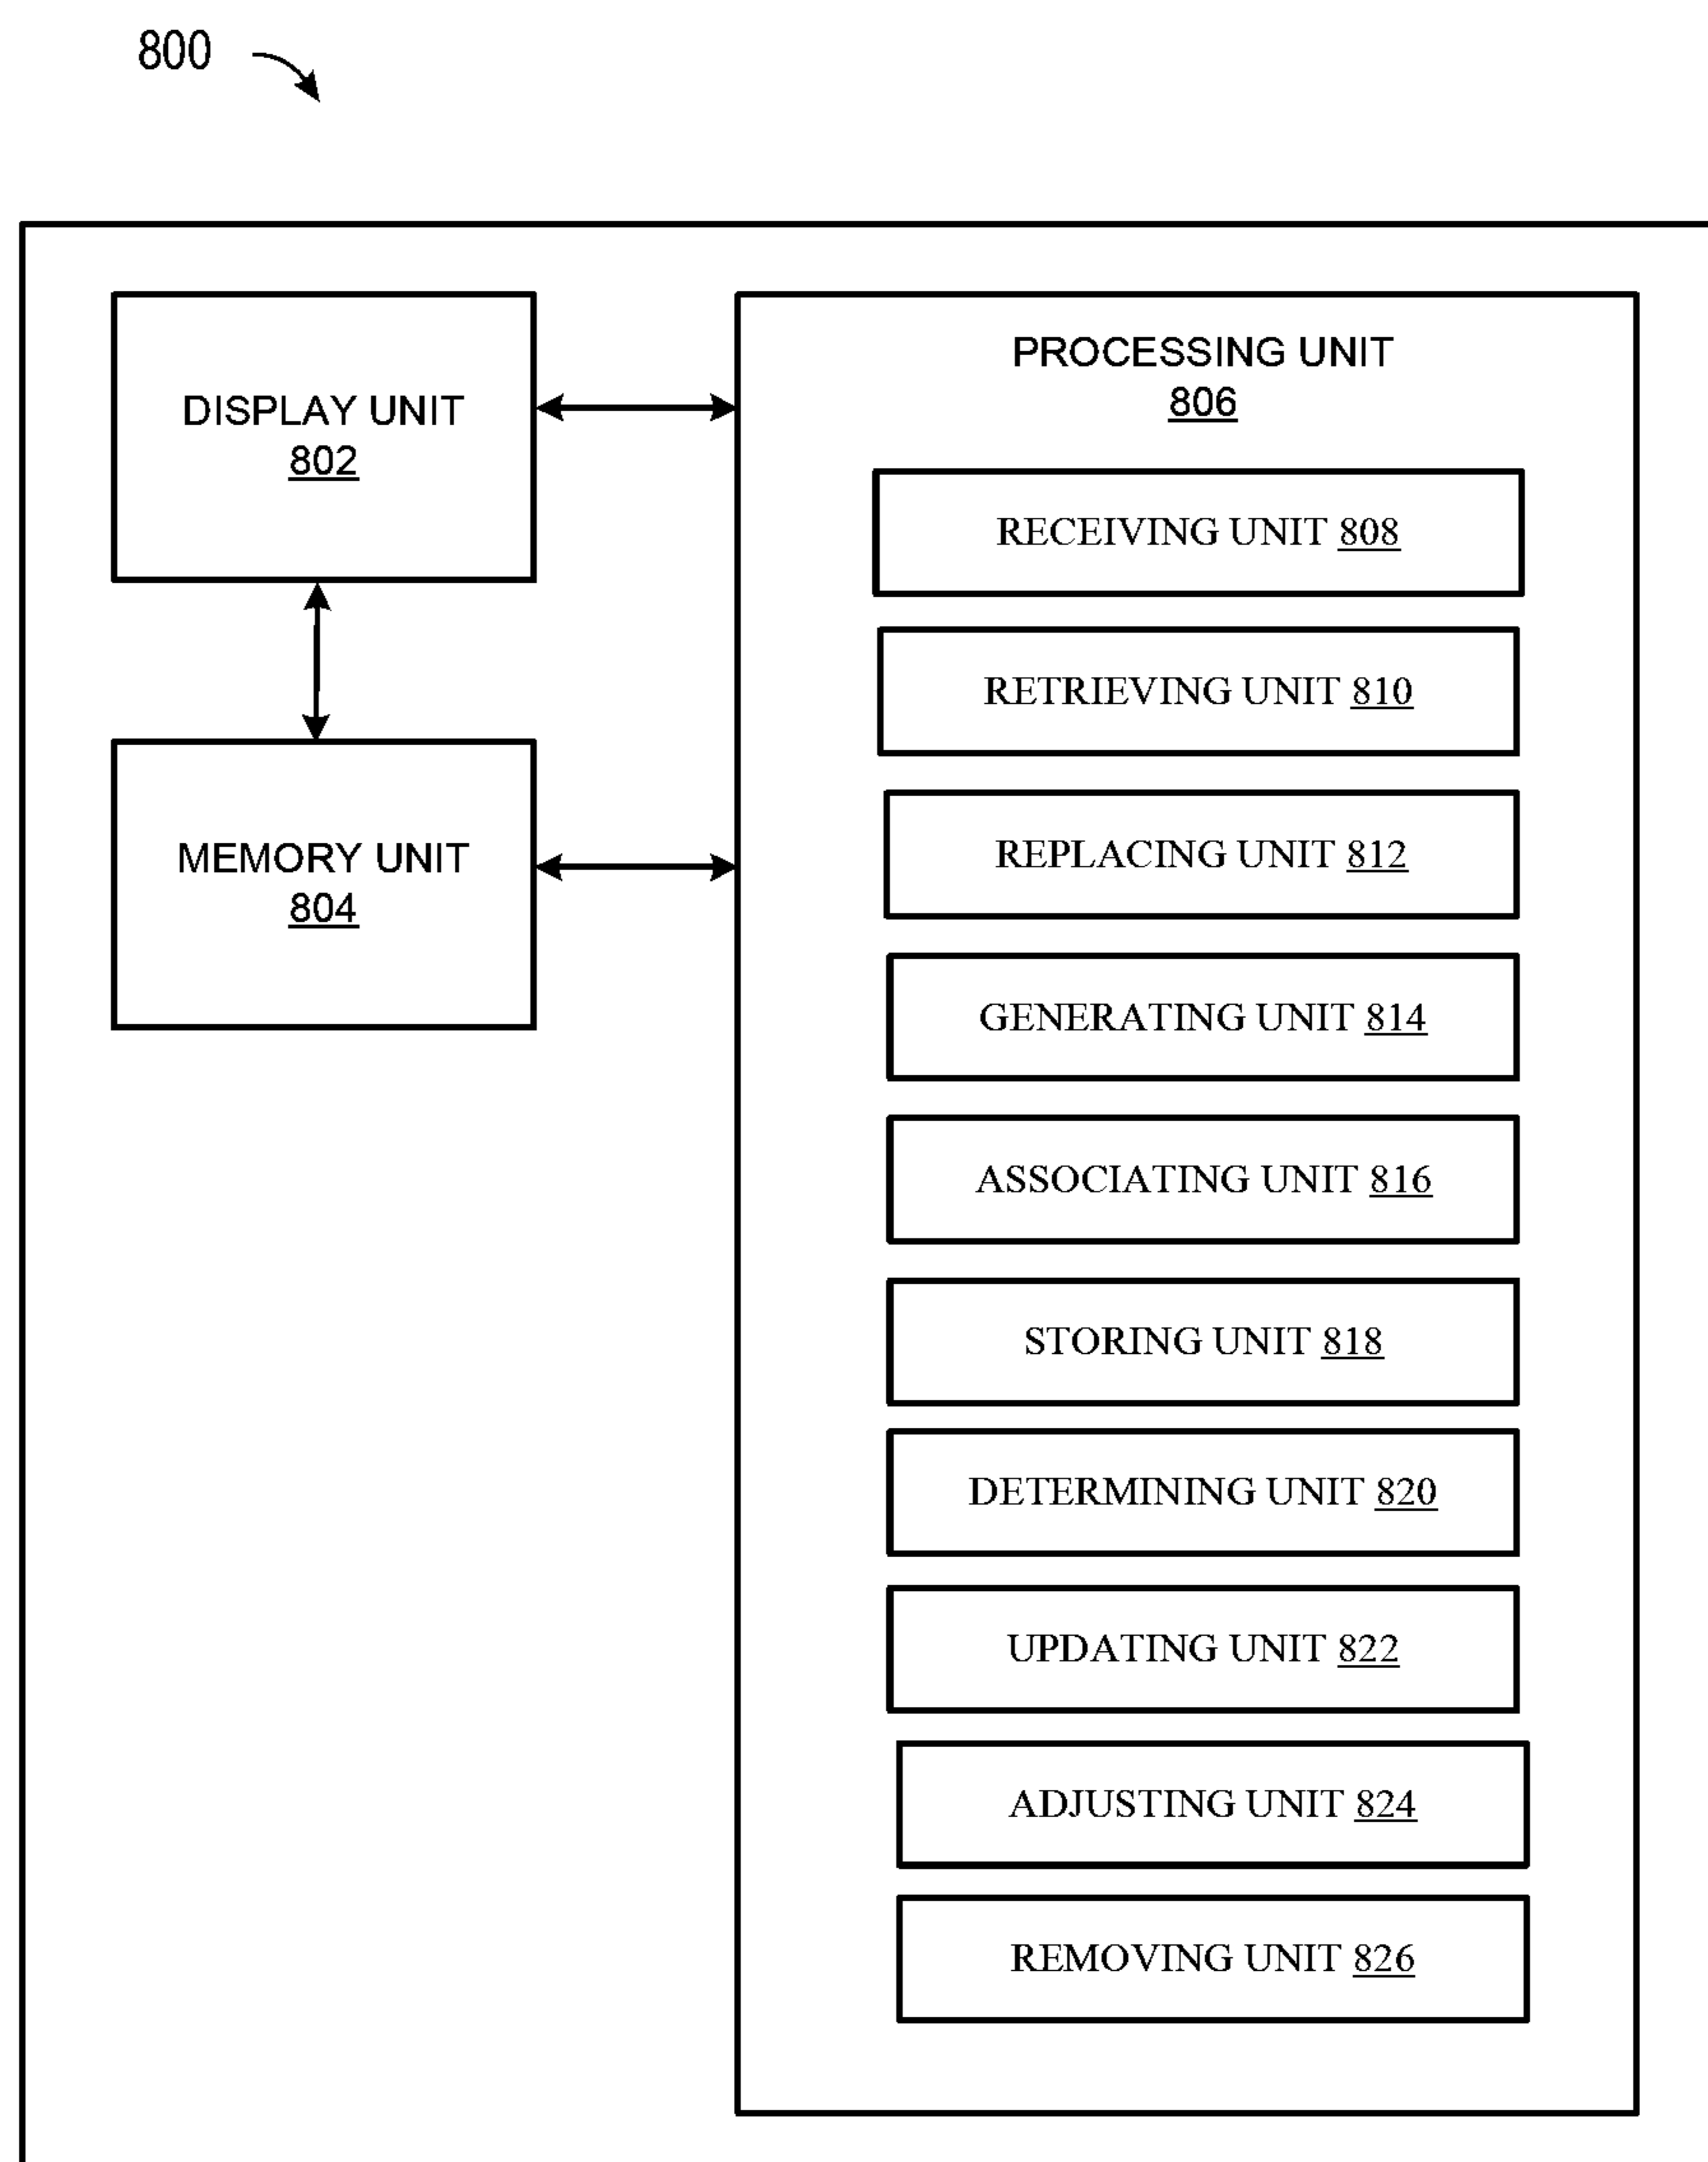 800
DISPLAY UNIT
802
MEMORY UNIT
804
PROCESSING UNIT
806
RECEIVING UNIT 808
RETRIEVING UNIT 810
REPLACING UNIT 812
GENERATING UNIT 814
ASSOCIATING UNIT 816
STORING UNIT 818
DETERMINING UNIT 820
UPDATING UNIT 822
ADJUSTING UNIT 824
REMOVING UNIT 826